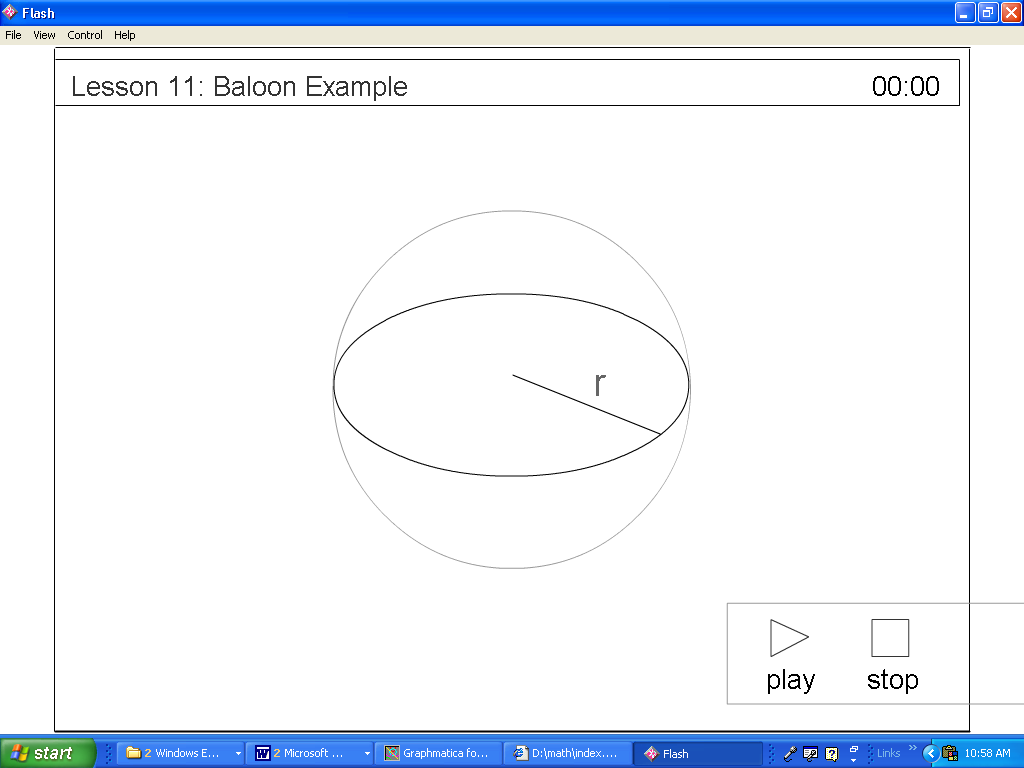 Flash
File View Control Help
Lesson 11: Baloon Example 00:00
r
play stop
start 2 Windows E... 2 Microsoft ... Graphmatica fo... D:\math\index.... Flash Links » 10:58 AM